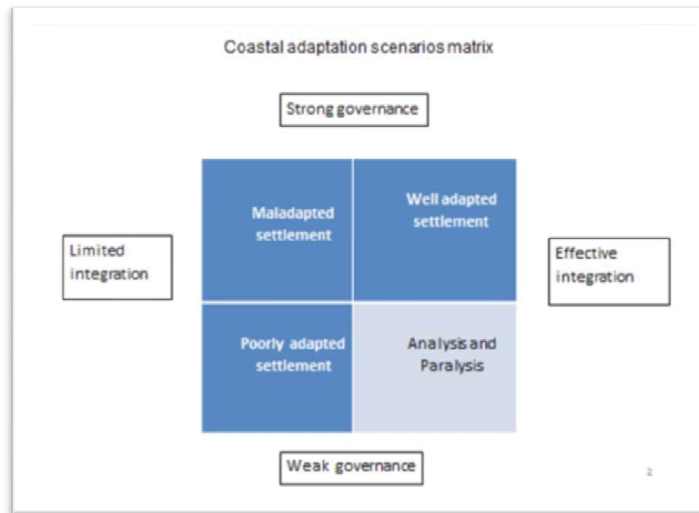 Coastal adaptation scenarios matrix
Strong governance
Maladapted
settlement
Well adapted
settlement
Limited
integration
Effective
integration
Poorly adapted
settlement
Analysis and
Paralysis
Weak governance
2